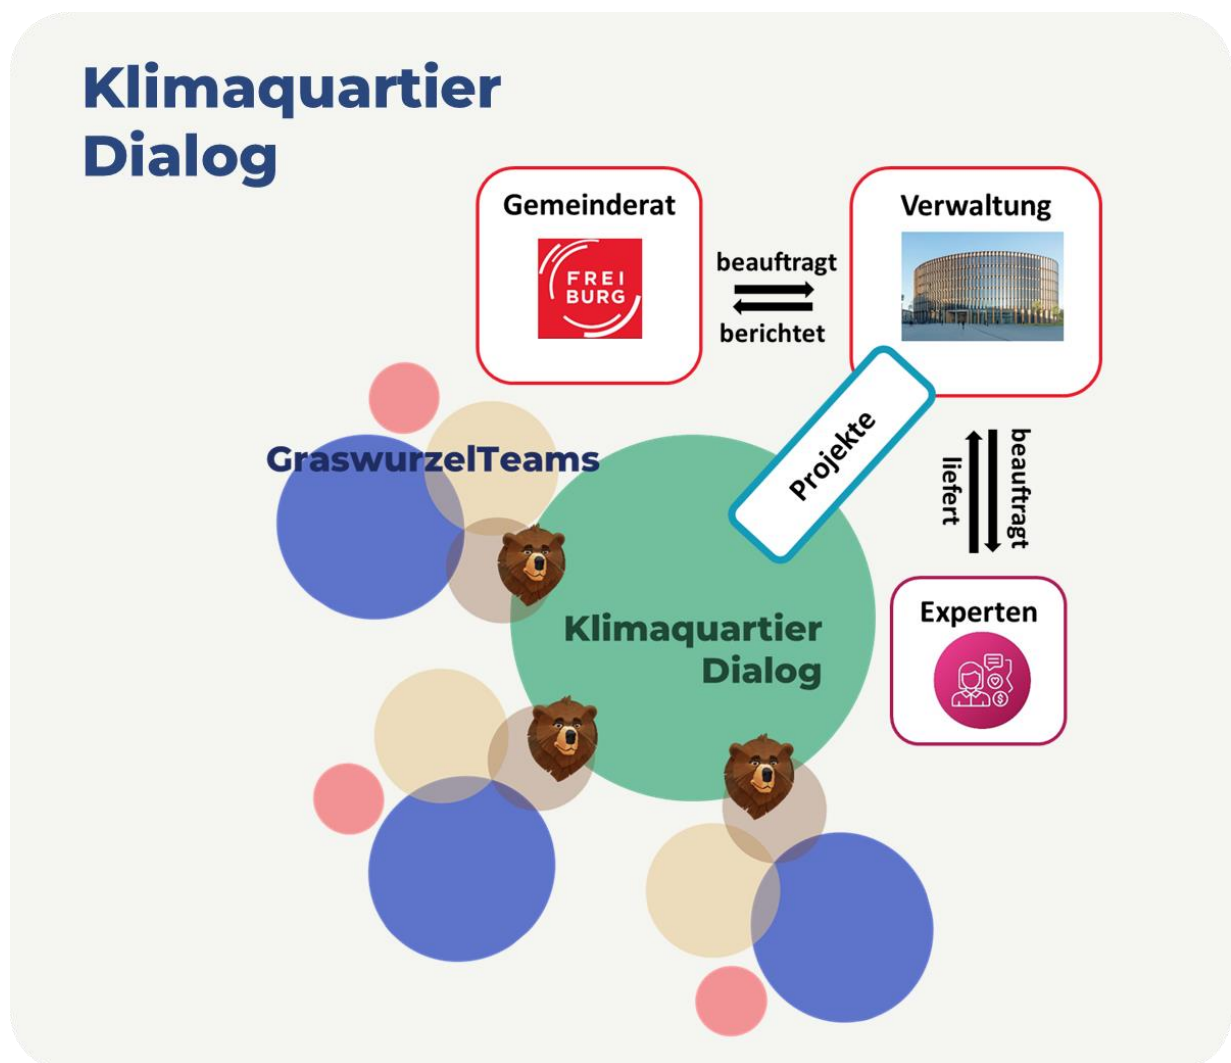 Klimaquartier
Dialog
Gemeinderat
FREI
BURG
beauftragt
berichtet
Verwaltung
Projekte
GraswurzelTeams
liefert
beauftragt
Klimaquartier
Dialog
Experten